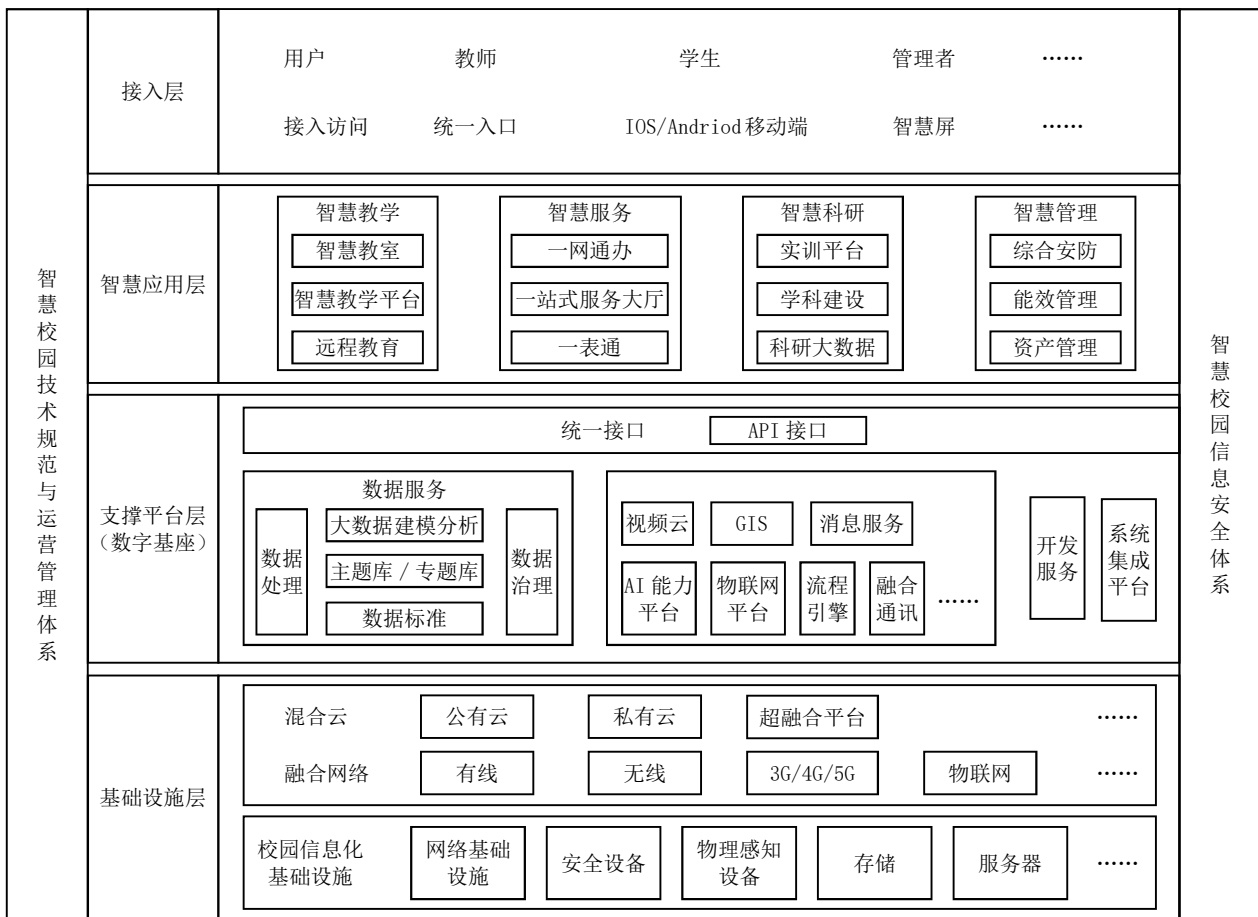 智慧校园技术规范与运营管理体系
接入层
用户 教师 学生 管理者 ……
接入访问 统一入口 IOS/Andriod移动端 智慧屏 ……
智慧应用层
智慧教学
智慧教室
智慧教学平台
远程教育
智慧服务
一网通办
一站式服务大厅
一表通
智慧科研
实训平台
学科建设
科研大数据
智慧管理
综合安防
能效管理
资产管理
支撑平台层
（数字基座）
统一接口 API 接口
数据服务
数据
处理
大数据建模分析
主题库 / 专题库
数据标准
数据
治理
视频云 GIS 消息服务
AI 能力
平台
物联网
平台
流程
引擎
融合
通讯
……
开发
服务
系统
集成
平台
基础设施层
混合云 公有云 私有云 超融合平台 ……
融合网络 有线 无线 3G/4G/5G 物联网 ……
校园信息化
基础设施
网络基础
设施
安全设备
物理感知
设备
存储
服务器
……
智慧校园信息安全体系